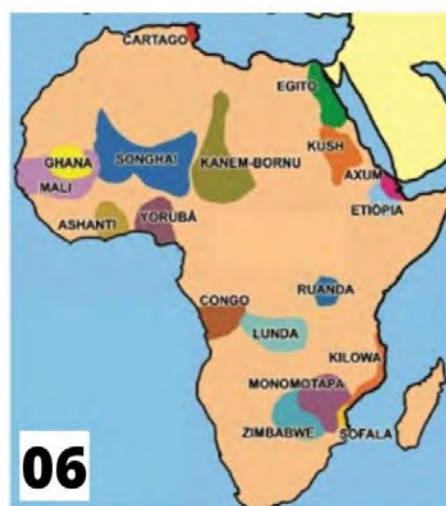 CARTAGO
EGITO
KUSH
GHANA
SONGHAI
KANEM-BORNU
AXUM
MALI
ETIÓPIA
ASHANTI
YORUBÁ
RUANDA
CONGO
LUNDA
KILOWA
MONOMOTAPA
ZIMBABWE
SOFALA
06